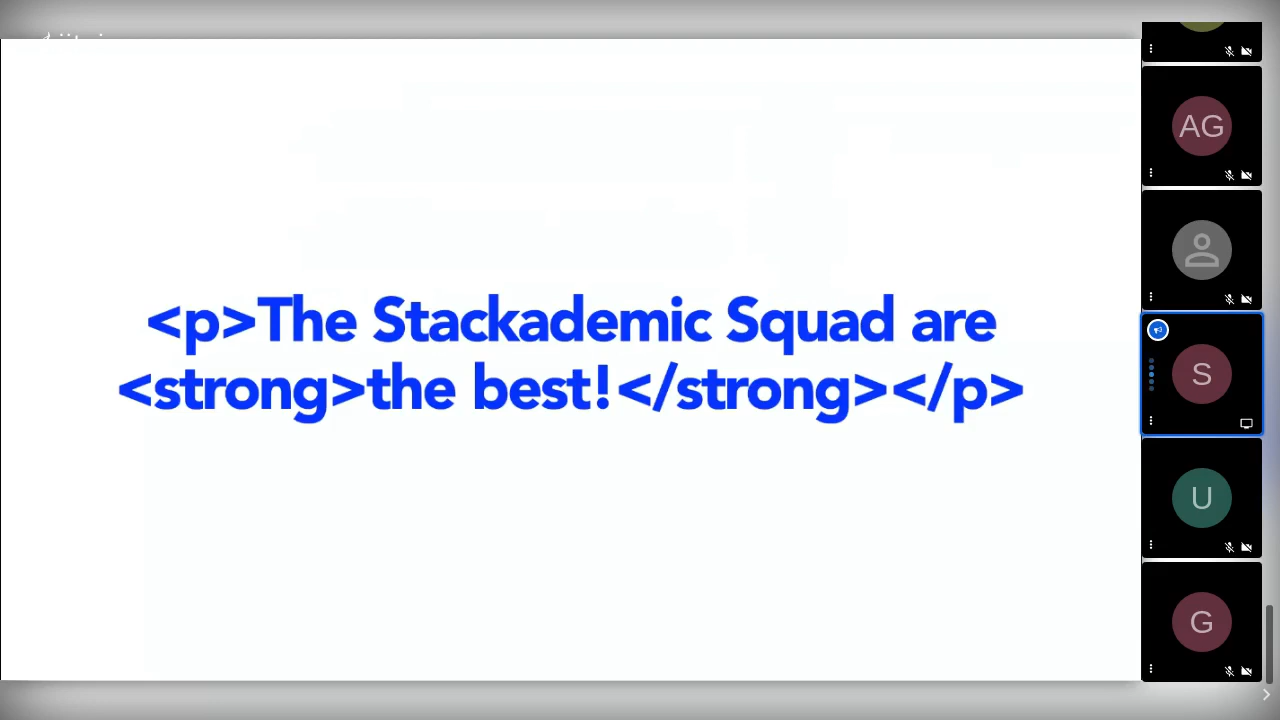 <p>The Stackademic Squad are
<strong>the best!</strong></p>
AG
S
U
G